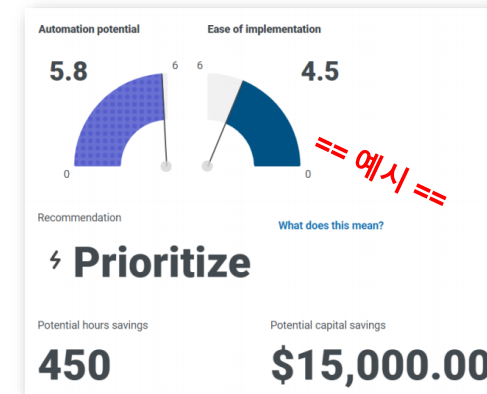 Automation potential Ease of implementation
5.8 6 6 4.5
0 0
== 예시 ==
Recommendation What does this mean?
Prioritize
Potential hours savings Potential capital savings
450 $15,000.00